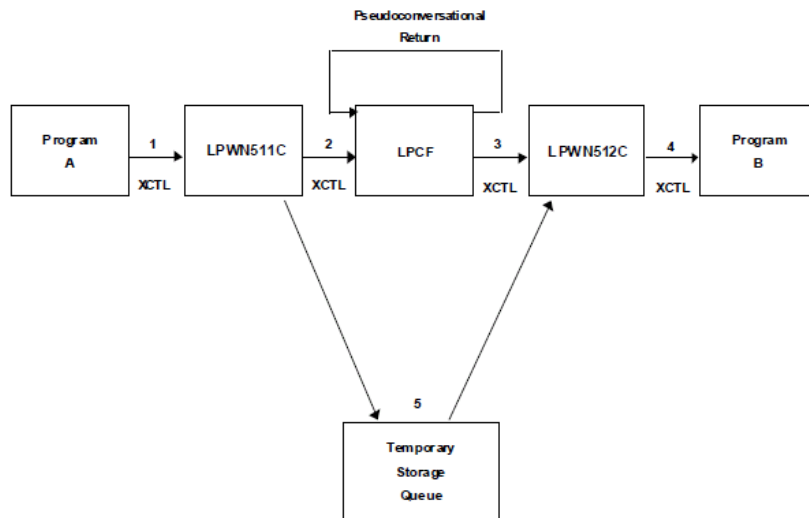 Pseudoconversational
Return
Program
A
1
XCTL
LPWN511C
2
XCTL
LPCF
3
XCTL
LPWN512C
4
XCTL
Program
B
5
Temporary
Storage
Queue